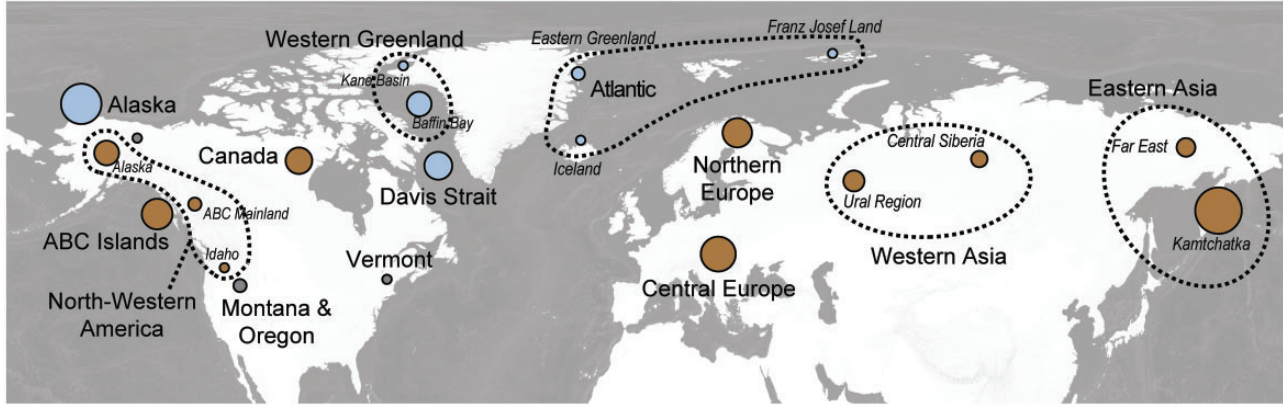 Franz Josef Land
Western Greenland
Eastern Greenland
Kane Basin
Atlantic
Eastern Asia
Alaska
Baffin Bay
Canada
Alaska
Iceland
Northern
Europe
Central Siberia
Far East
Davis Strait
Ural Region
ABC Mainland
ABC Islands
Kamtchatka
Idaho
Vermont
Western Asia
Central Europe
North-Western
America
Montana &
Oregon